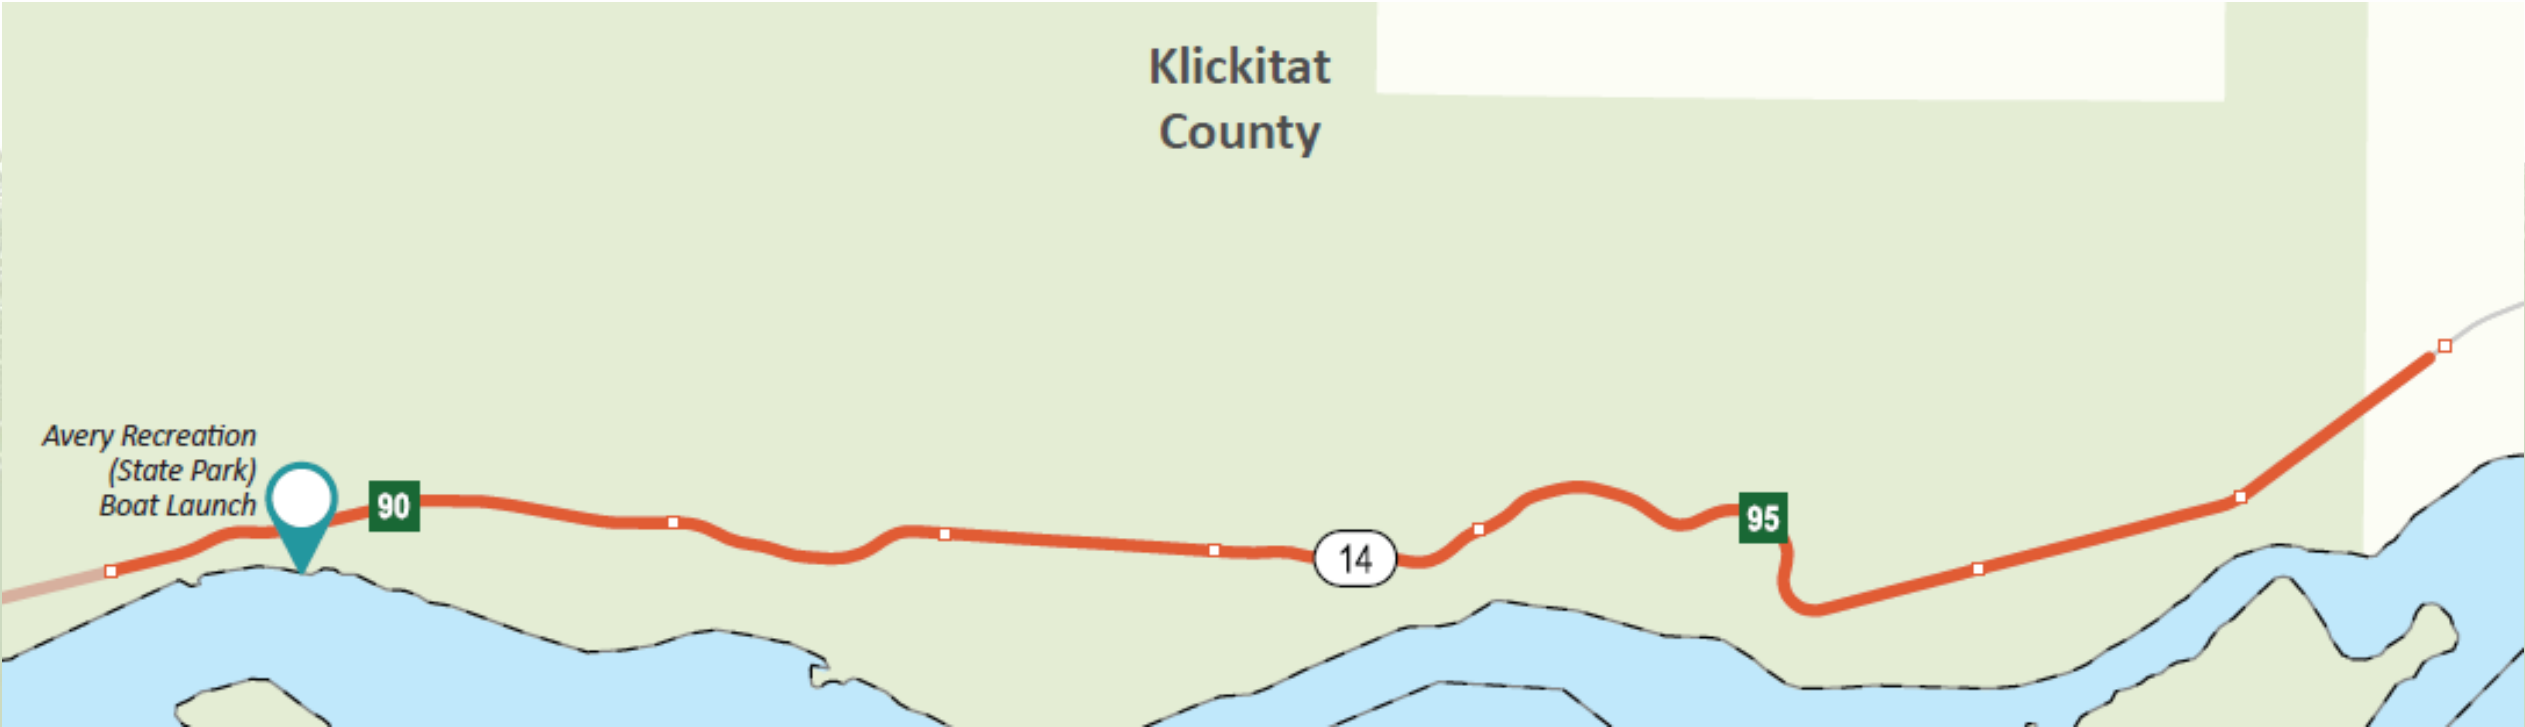 Klickitat
County
Avery Recreation
(State Park)
Boat Launch
90
14
95